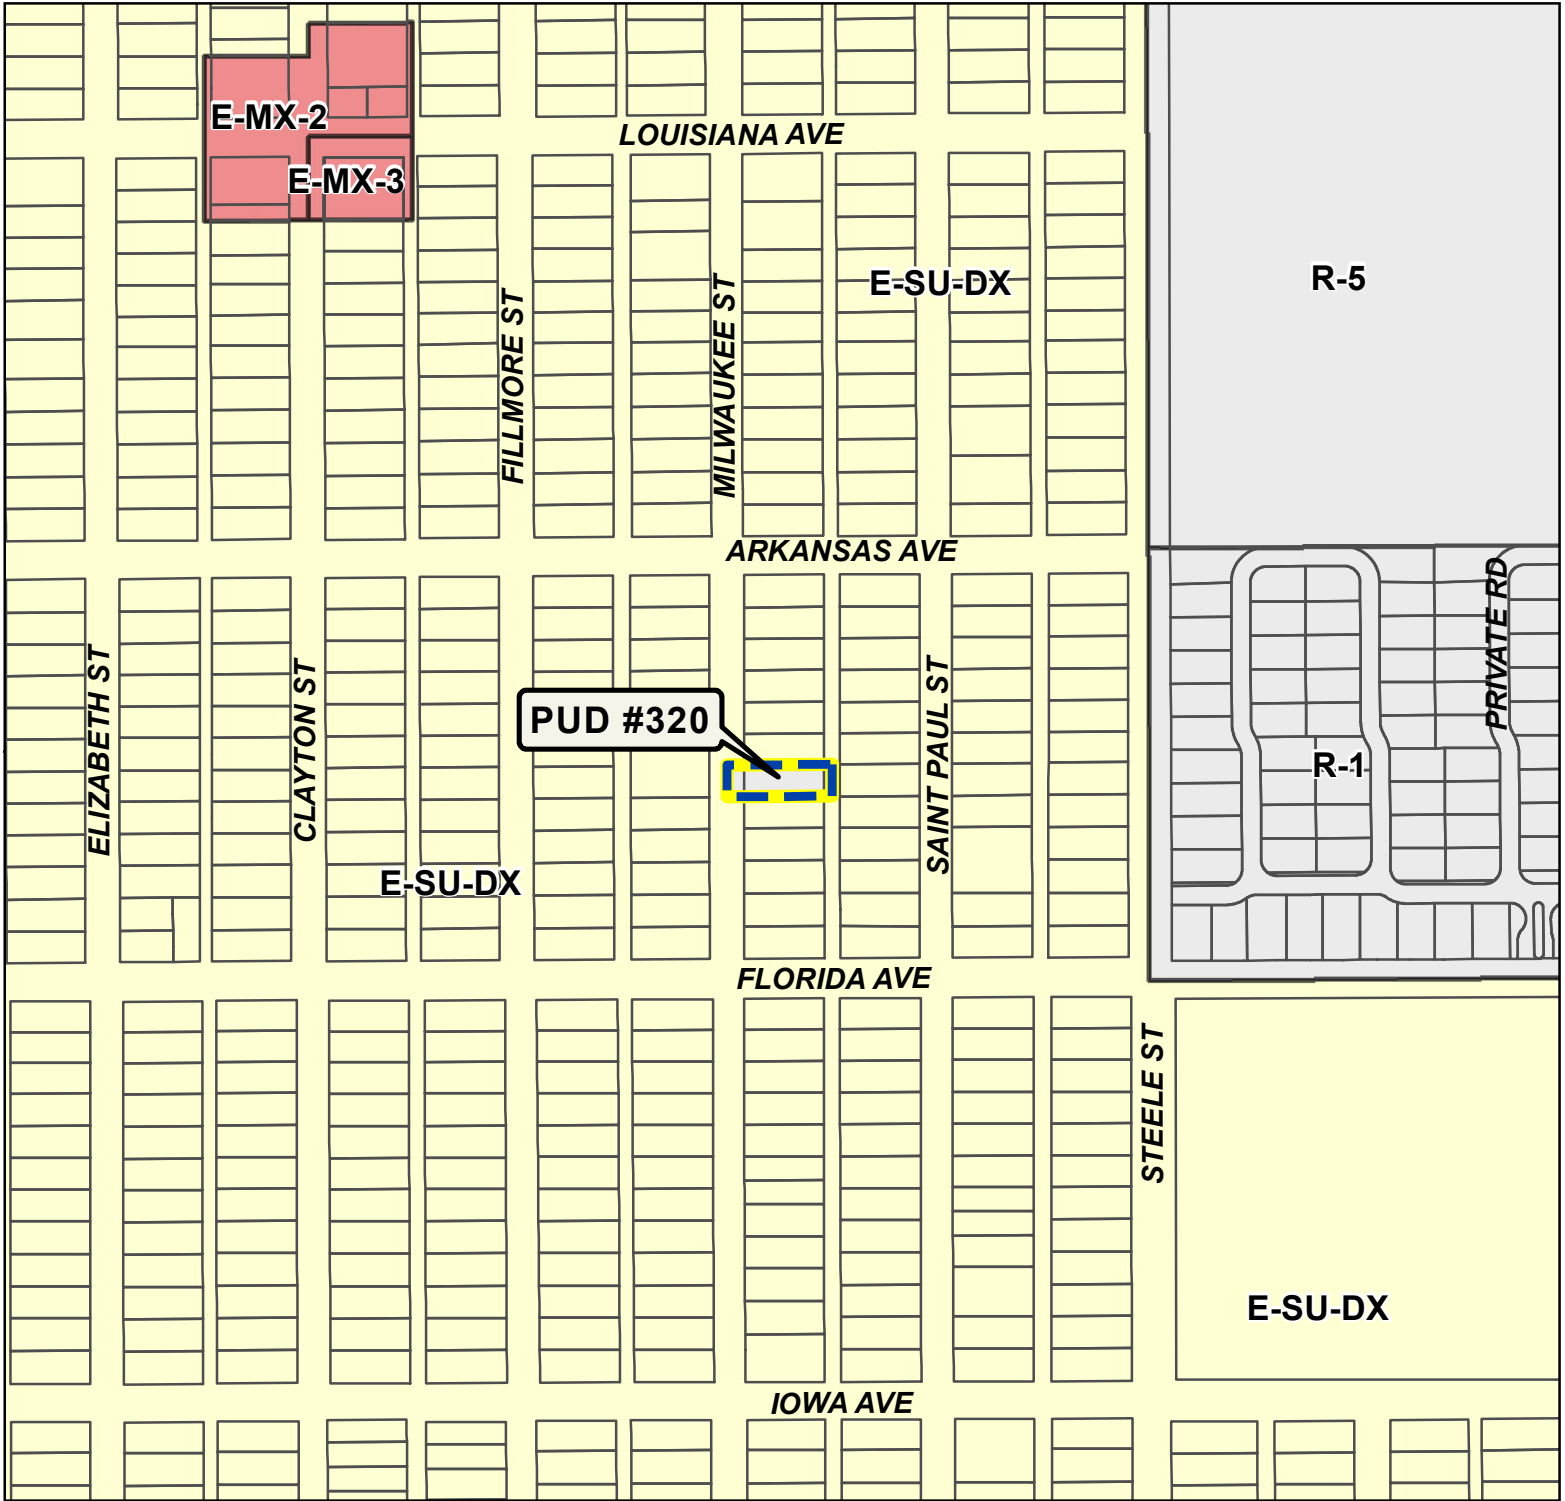 E-MX-2
LOUISIANA AVE
E-MX-3
E-SU-DX
R-5
FILLMORE ST
MILWAUKEE ST
ARKANSAS AVE
PRIVATE RD
ELIZABETH ST
CLAYTON ST
PUD #320
SAINT PAUL ST
R-1
E-SU-DX
FLORIDA AVE
STEELE ST
E-SU-DX
IOWA AVE